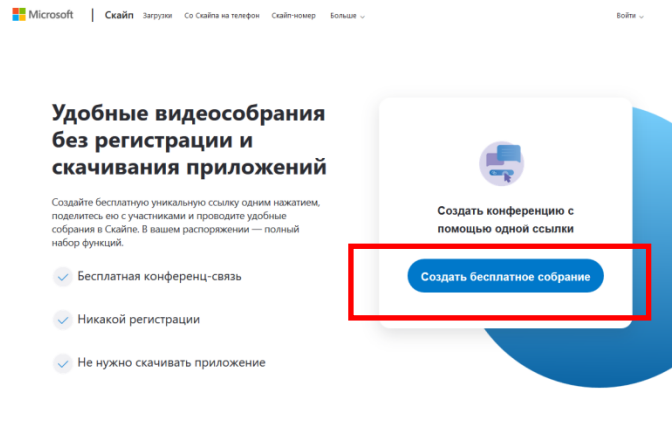 Microsoft Скайп Загрузки Со Скайпа на телефон Скайп-номер Больше Войти
Удобные видеособрания
без регистрации и
скачивания приложений
Создайте бесплатную уникальную ссылку одним нажатием,
поделитесь ею с участниками и проводите удобные
собрания в Скайпе. В вашем распоряжении — полный
набор функций.
Бесплатная конференц-связь
Никакой регистрации
Не нужно скачивать приложение
Создать конференцию с
помощью одной ссылки
Создать бесплатное собрание